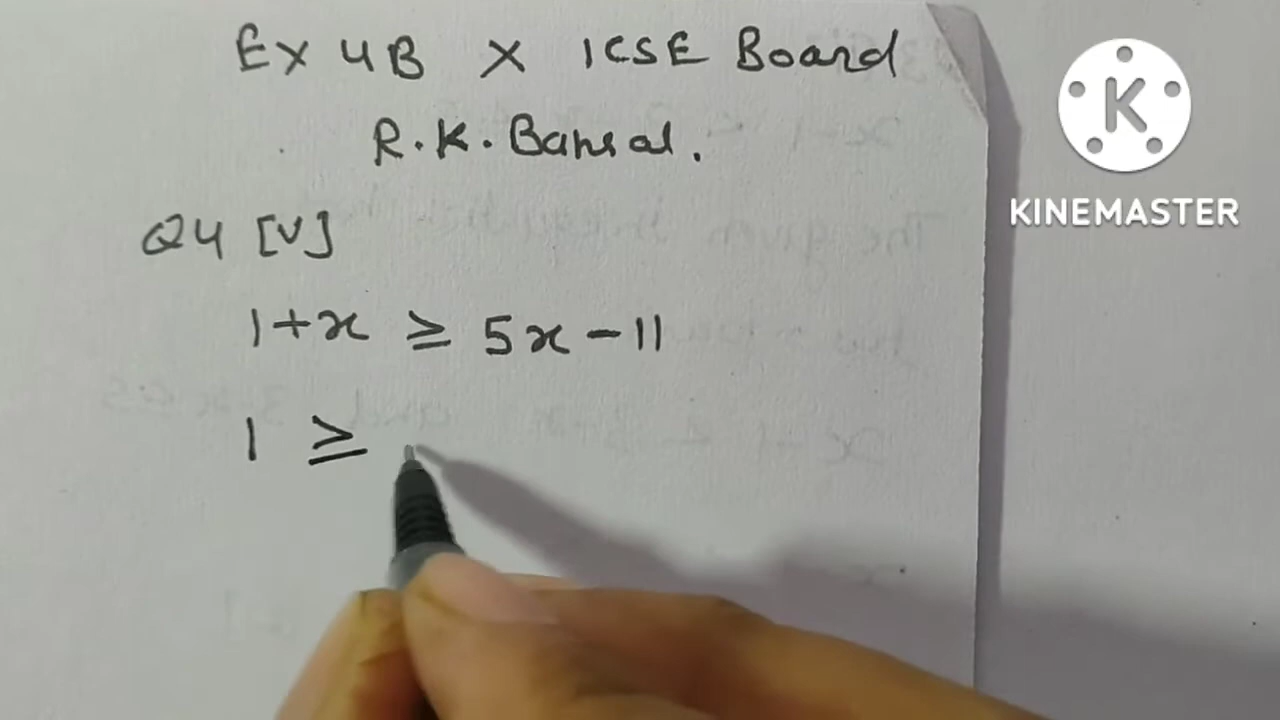 Ex 4B X ICSE Board
R.K. Bansal.
Q4 [V]
1+x ≥ 5x - 11
1 ≥
K
KINEMASTER